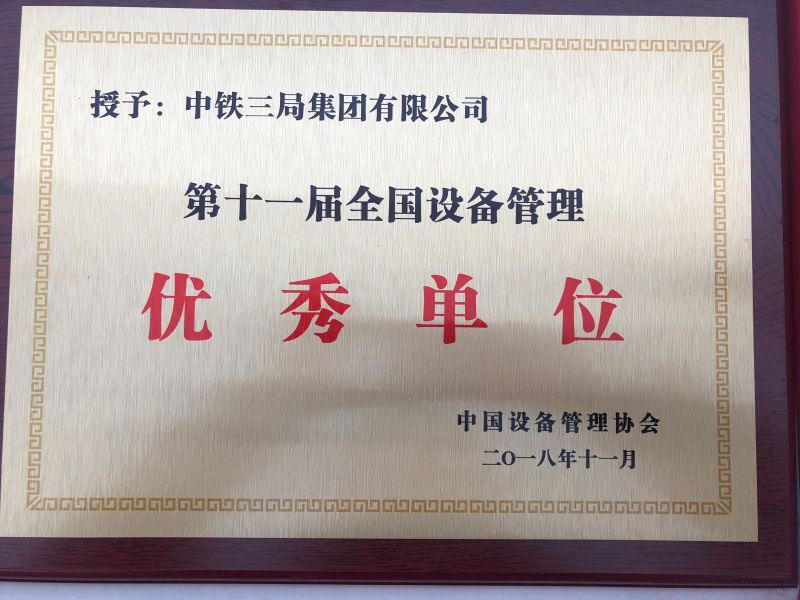 授予：中铁三局集团有限公司
第十一届全国设备管理
优秀单位
中国设备管理协会
二O一八年十一月